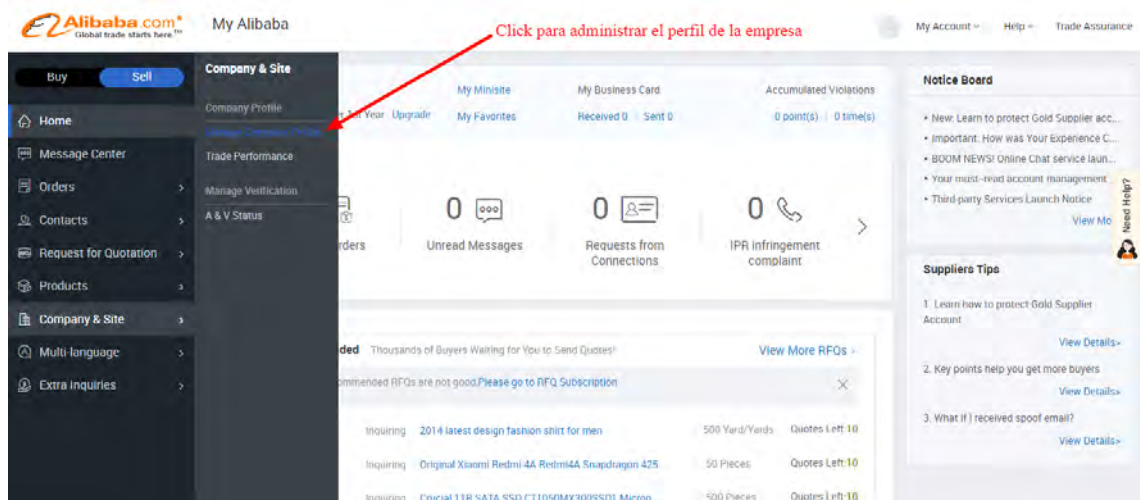 Alibaba.com
Global trade starts here.™
My Alibaba
Click para administrar el perfil de la empresa
My Account
Help
Trade Assurance
Buy
Sell
Home
Message Center
Orders
Contacts
Request for Quotation
Products
Company & Site
Multi-language
Extra inquiries
Company & Site
Company Profile
Manage Company Profile
Trade Performance
Manage Verification
A & V Status
My Minisite
My Business Card
Accumulated Violations
Year Upgrade
My Favorites
Received 0
Sent 0
0 point(s)
0 time(s)
rders
0
Unread Messages
0
Requests from
Connections
0
IPR infringement
complaint
ded
Thousands of Buyers Waiting for You to Send Quotes!
View More RFQs
ommended RFQs are not good.Please go to RFQ Subscription
Inquiring
2014 latest design fashion shirt for men
500 Yard/Yards
Quotes Left 10
Inquiring
Original Xiaomi Redmi 4A Redmi4A Snapdragon 425
50 Pieces
Quotes Left 10
Inquiring
500 Pieces
Quotes Left 10
Notice Board
• New: Learn to protect Gold Supplier acc...
• Important: How was Your Experience C...
• BOOM NEWS! Online Chat service laun...
• Your must-read account management
• Third-party Services Launch Notice
View Mo
Need Help?
Suppliers Tips
1. Learn how to protect Gold Supplier
Account
View Details»
2. Key points help you get more buyers
View Details»
3. What if I received spoof email?
View Details»